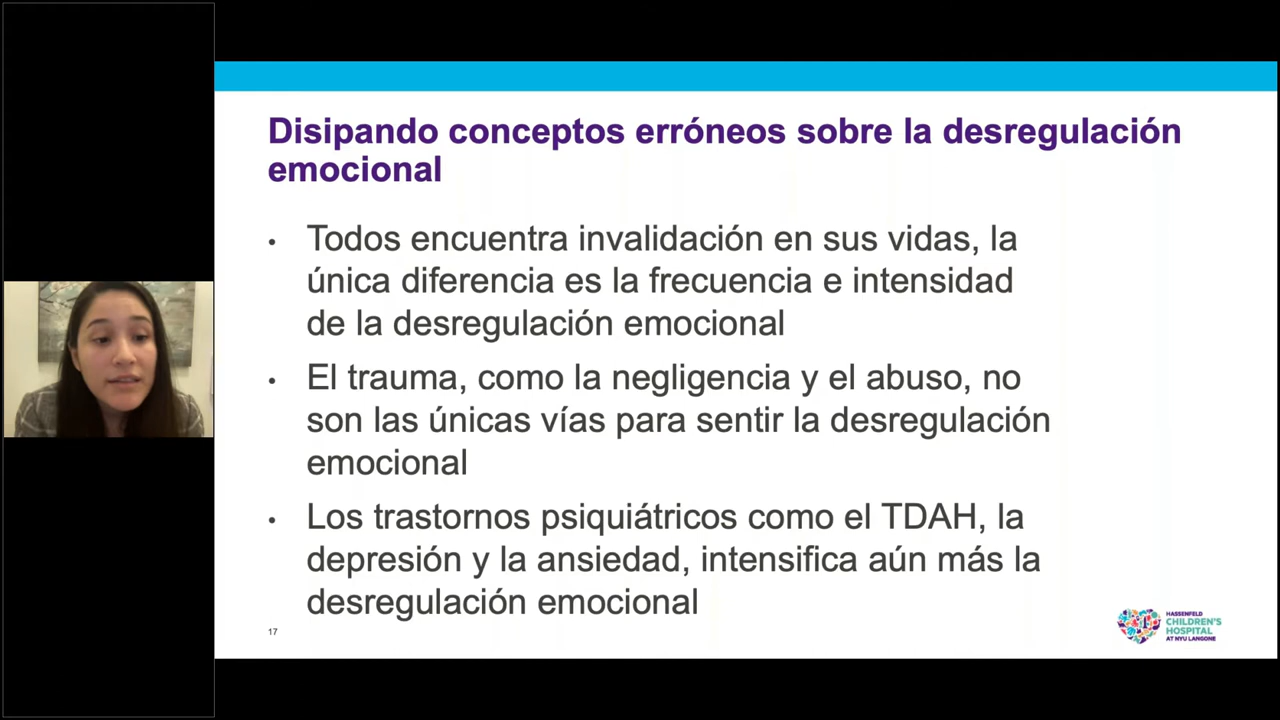 Disipando conceptos erróneos sobre la desregulación
emocional
• Todos encuentra invalidación en sus vidas, la
única diferencia es la frecuencia e intensidad
de la desregulación emocional
• El trauma, como la negligencia y el abuso, no
son las únicas vías para sentir la desregulación
emocional
• Los trastornos psiquiátricos como el TDAH, la
depresión y la ansiedad, intensifica aún más la
desregulación emocional
17
HASSENFELD
CHILDREN'S
HOSPITAL
AT NYU LANGONE